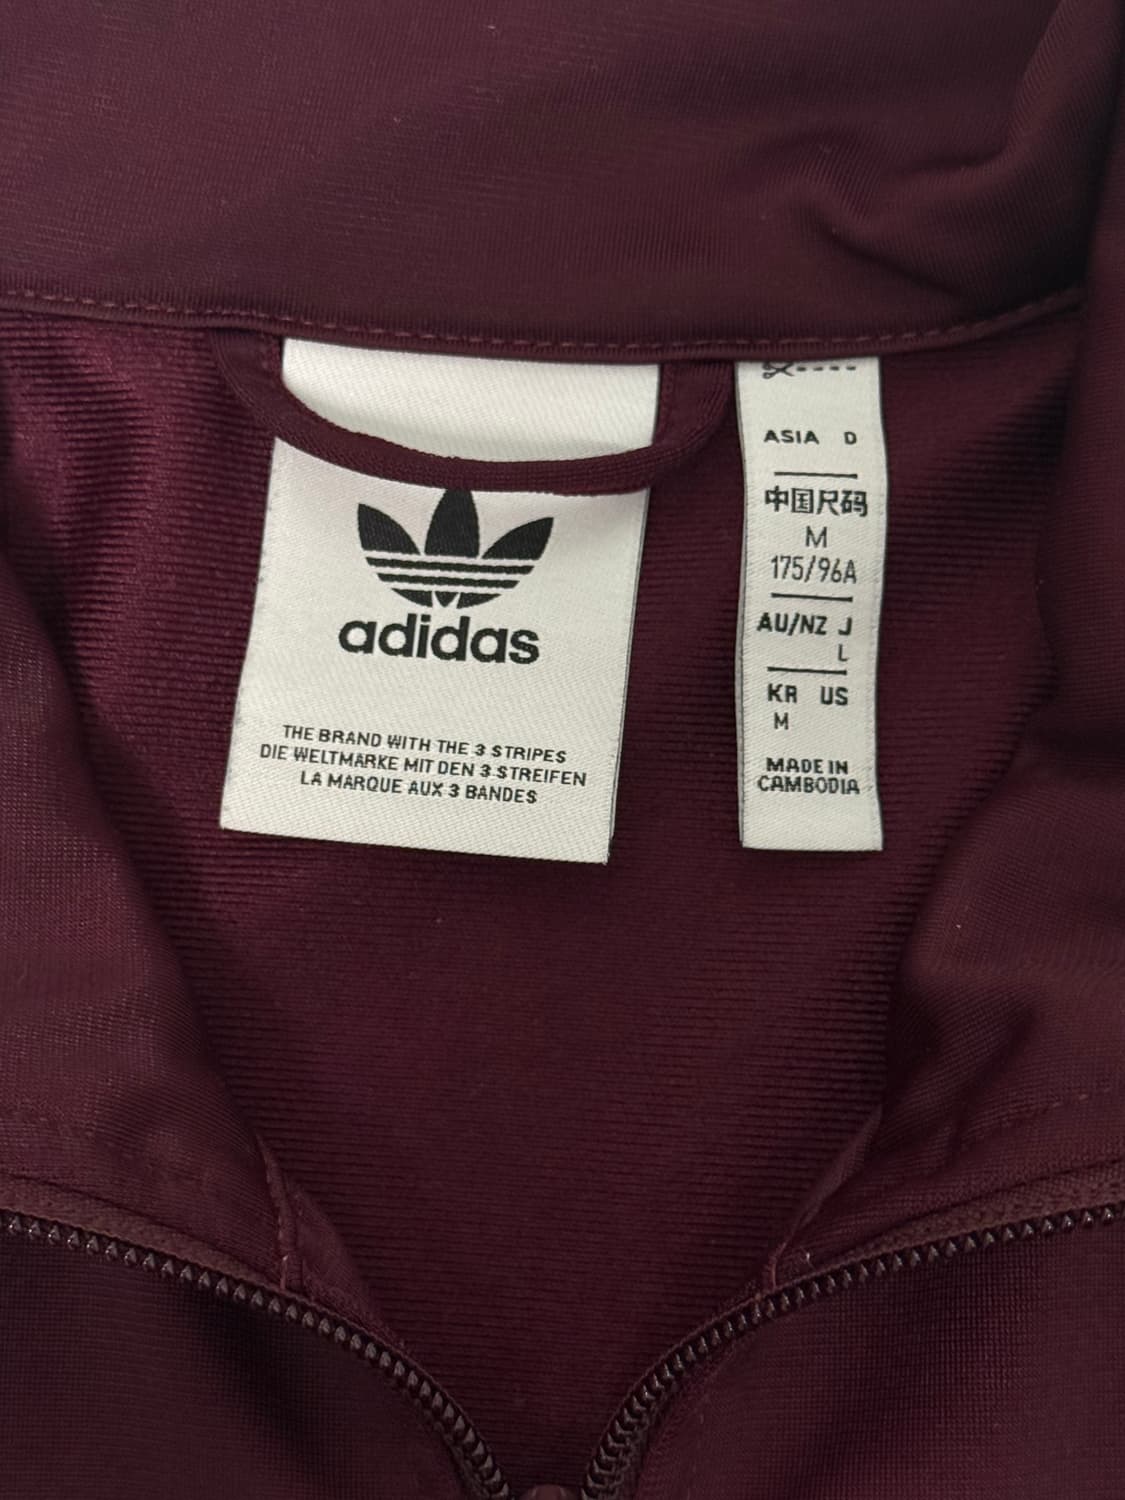 adidas
THE BRAND WITH THE 3 STRIPES
DIE WELTMARKE MIT DEN 3 STREIFEN
LA MARQUE AUX 3 BANDES
ASIA D
中国尺码
M
175/96A
AU/NZ J
L
KR US
M
MADE IN
CAMBODIA